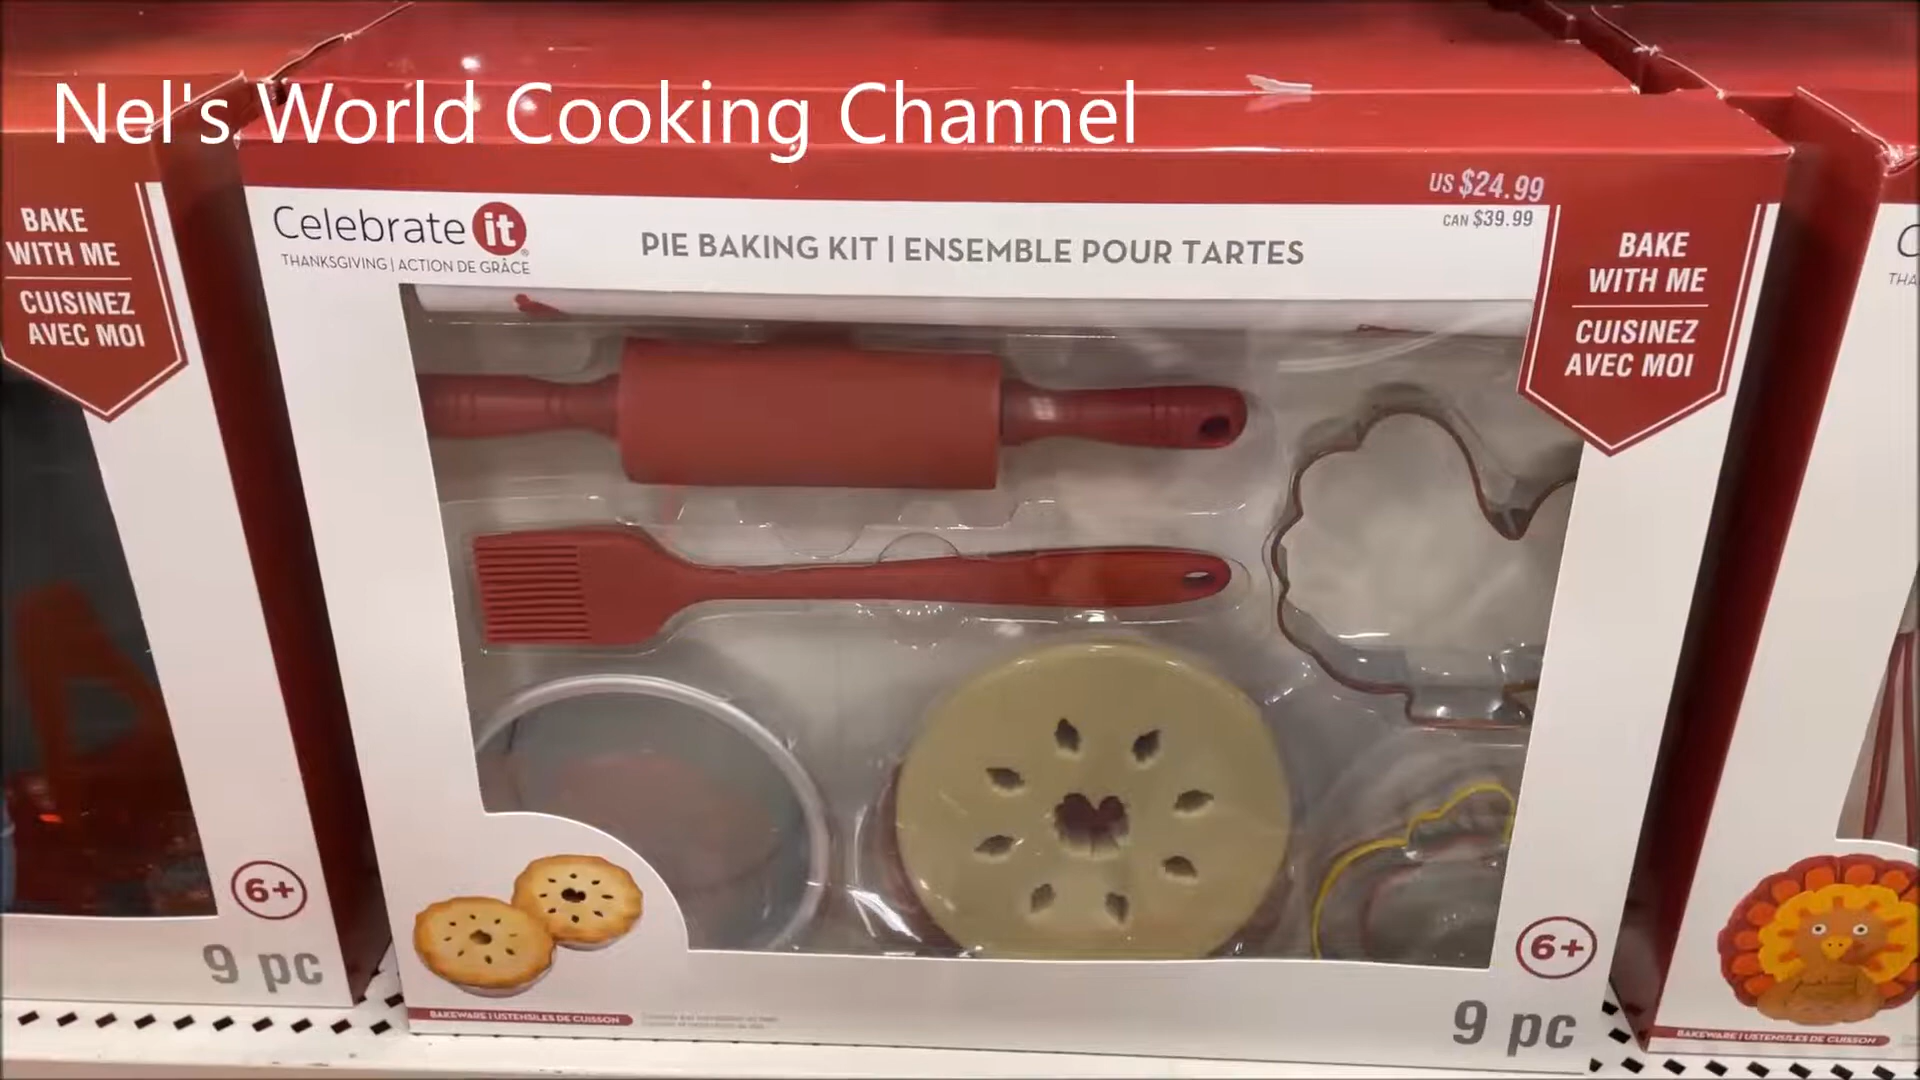 Nel's World Cooking Channel
BAKE
WITH ME
CUISINEZ
AVEC MOI
6+
9 pc
Celebrate it
THANKSGIVING | ACTION DE GRÂCE
PIE BAKING KIT | ENSEMBLE POUR TARTES
US $24.99
CAN $39.99
BAKE
WITH ME
CUISINEZ
AVEC MOI
6+
9 pc
BAKEWARE | USTENSILES DE CUISSON
C
THA
BAKEWARE | USTENSILES DE CUISSON